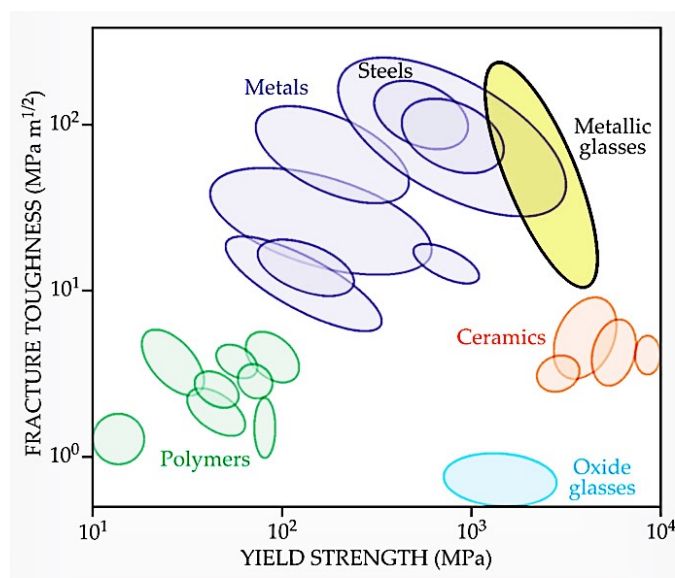 Steels
Metals
Metallic
glasses
Ceramics
Polymers
Oxide
glasses
FRACTURE TOUGHNESS (MPa m^1/2)
10²
10¹
10⁰
10¹ 10² 10³ 10⁴
YIELD STRENGTH (MPa)